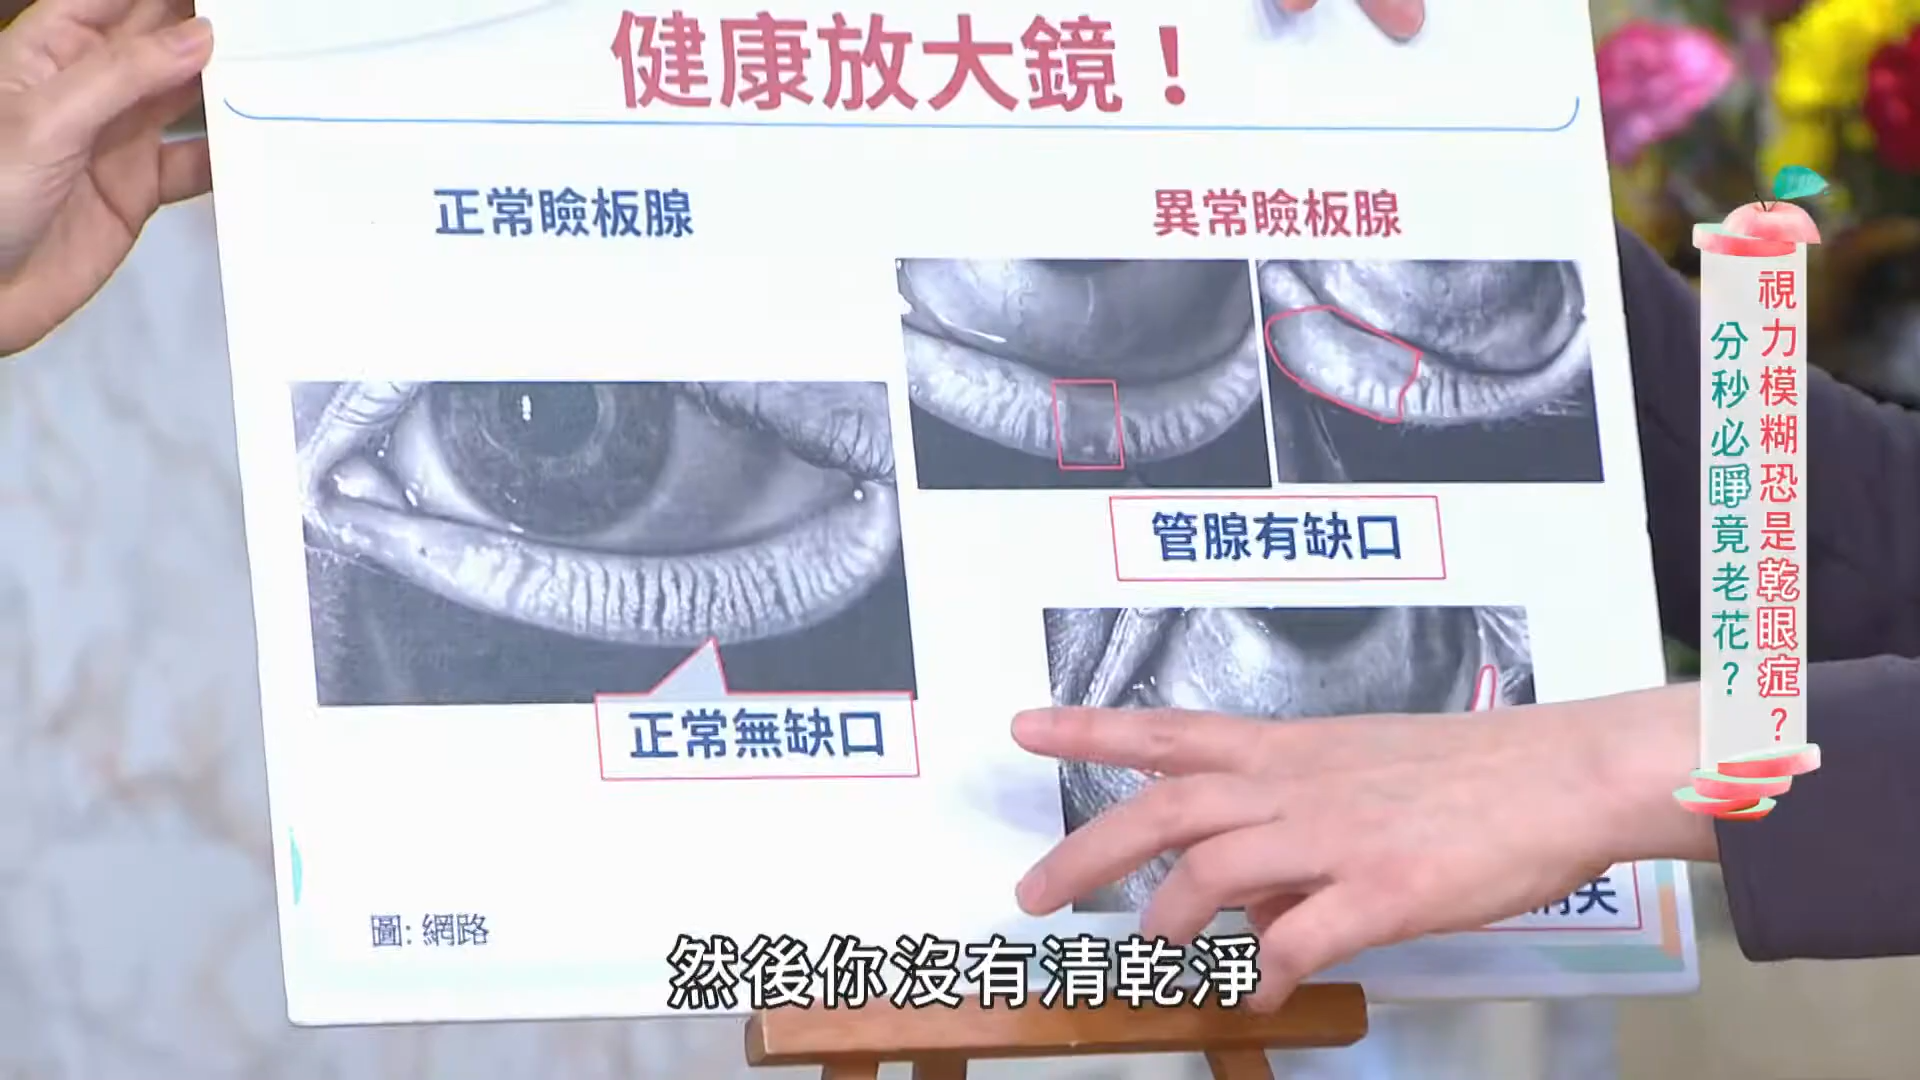 健康放大鏡！
正常瞼板腺
異常瞼板腺
管腺有缺口
正常無缺口
消失
圖: 網路
視力模糊恐是乾眼症？
分秒必睜竟老花？
然後你沒有清乾淨